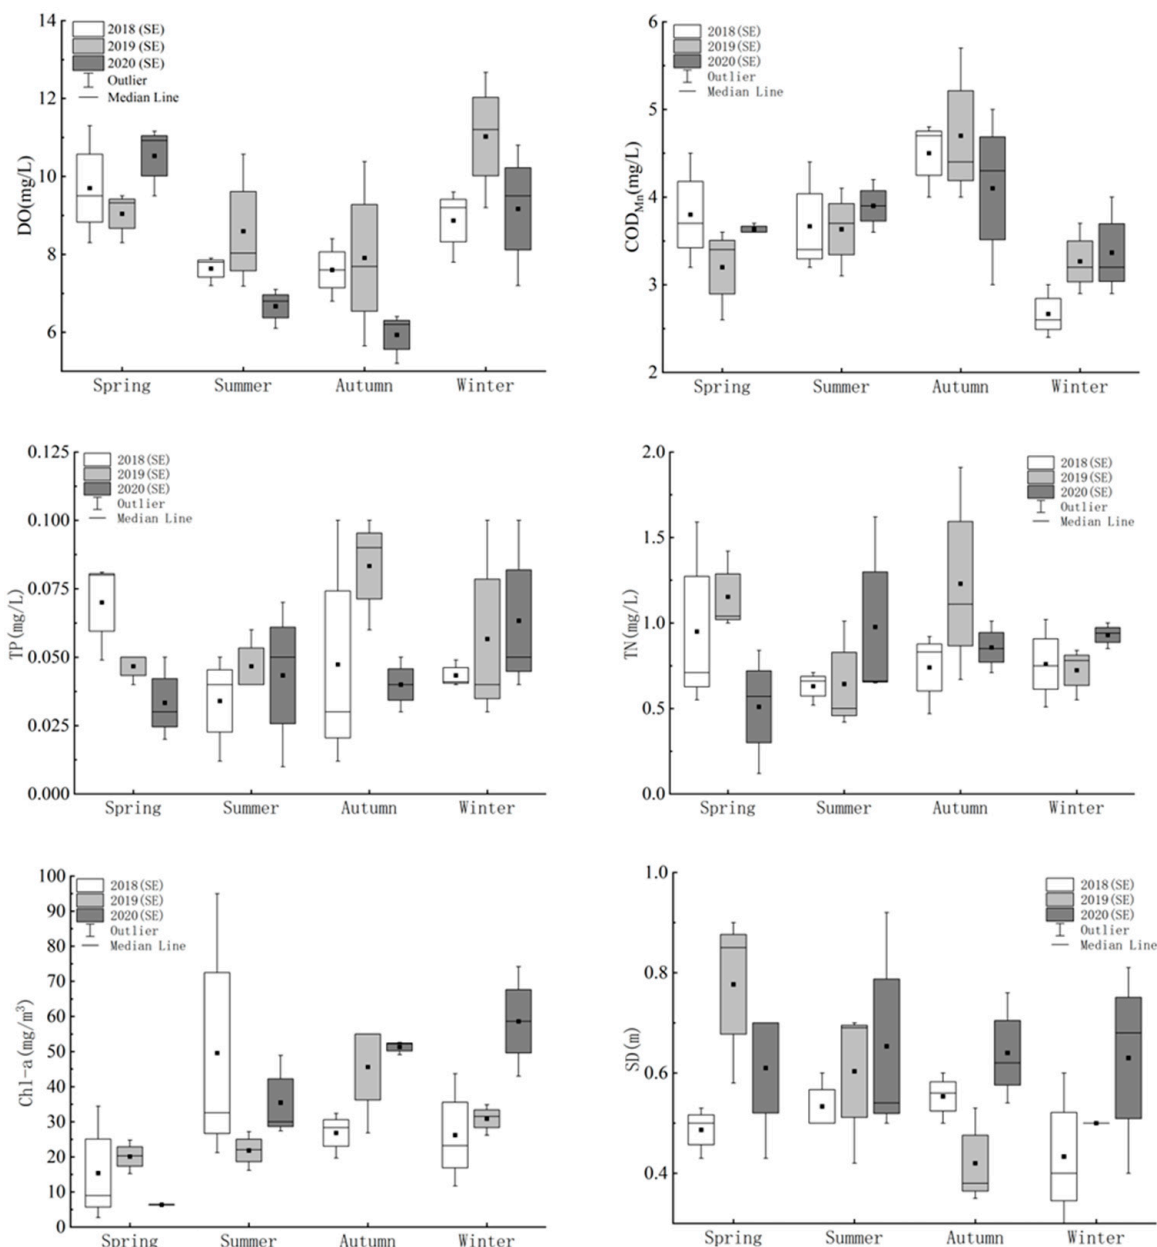 14
12
10
8
6
DO(mg/L)
2018 (SE)
2019 (SE)
2020 (SE)
Outlier
Median Line
Spring Summer Autumn Winter
6
5
4
3
2
COD_Mn(mg/L)
2018(SE)
2019(SE)
2020(SE)
Outlier
Median Line
Spring Summer Autumn Winter
0.125
0.100
0.075
0.050
0.025
0.000
TP(mg/L)
2018(SE)
2019(SE)
2020(SE)
Outlier
Median Line
Spring Summer Autumn Winter
2.0
1.5
1.0
0.5
0.0
TN(mg/L)
2018(SE)
2019(SE)
2020(SE)
Outlier
Median Line
Spring Summer Autumn Winter
100
90
80
70
60
50
40
30
20
10
0
Chl-a(mg/m³)
2018(SE)
2019(SE)
2020(SE)
Outlier
Median Line
Spring Summer Autumn Winter
1.0
0.8
0.6
0.4
SD(m)
2018(SE)
2019(SE)
2020(SE)
Outlier
Median Line
Spring Summer Autumn Winter